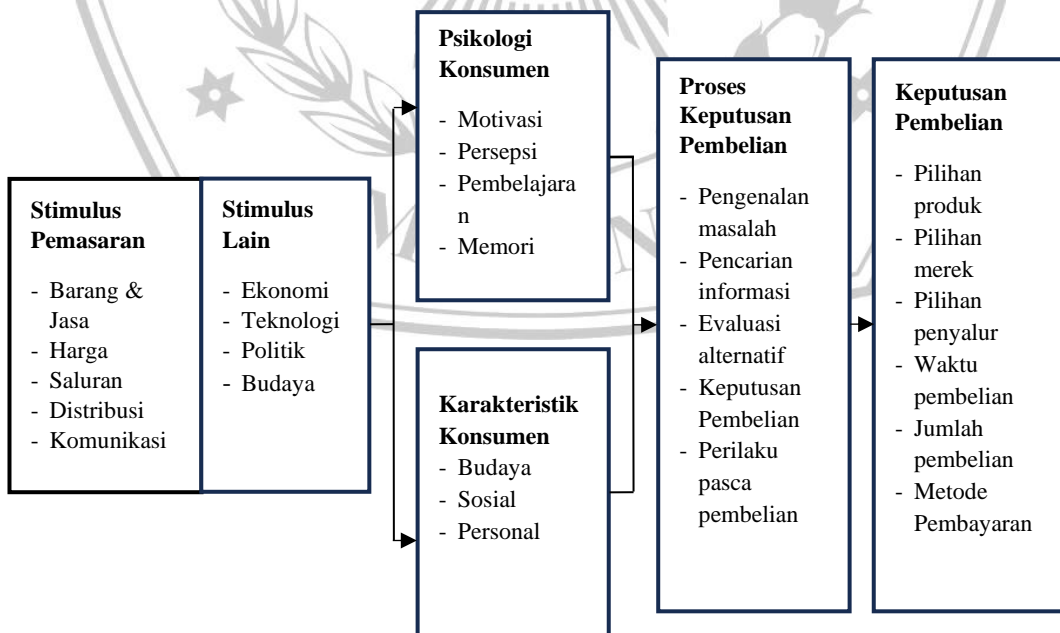 Stimulus
Pemasaran
- Barang &
Jasa
- Harga
- Saluran
- Distribusi
- Komunikasi
Stimulus
Lain
- Ekonomi
- Teknologi
- Politik
- Budaya
Psikologi
Konsumen
- Motivasi
- Persepsi
- Pembelajara
n
- Memori
Karakteristik
Konsumen
- Budaya
- Sosial
- Personal
Proses
Keputusan
Pembelian
- Pengenalan
masalah
- Pencarian
informasi
- Evaluasi
alternatif
- Keputusan
Pembelian
- Perilaku
pasca
pembelian
Keputusan
Pembelian
- Pilihan
produk
- Pilihan
merek
- Pilihan
penyalur
- Waktu
pembelian
- Jumlah
pembelian
- Metode
Pembayaran